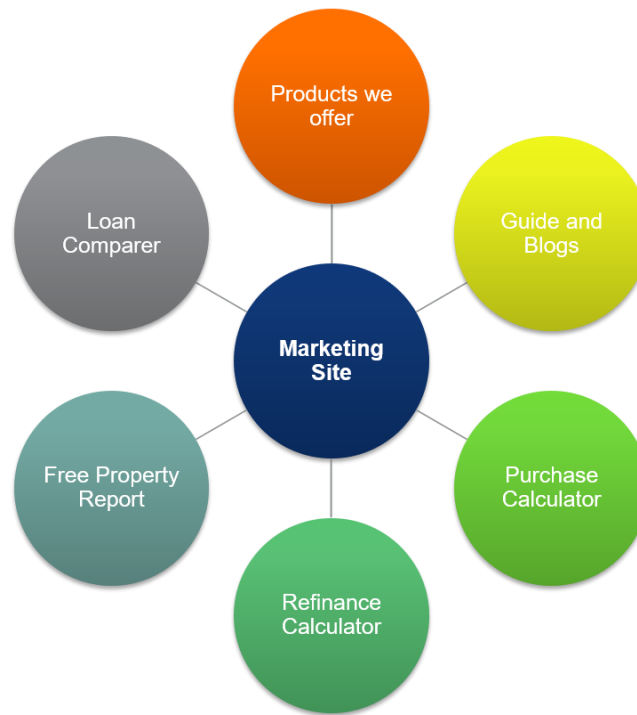 Products we
offer
Loan
Comparer
Guide and
Blogs
Marketing
Site
Free Property
Report
Purchase
Calculator
Refinance
Calculator